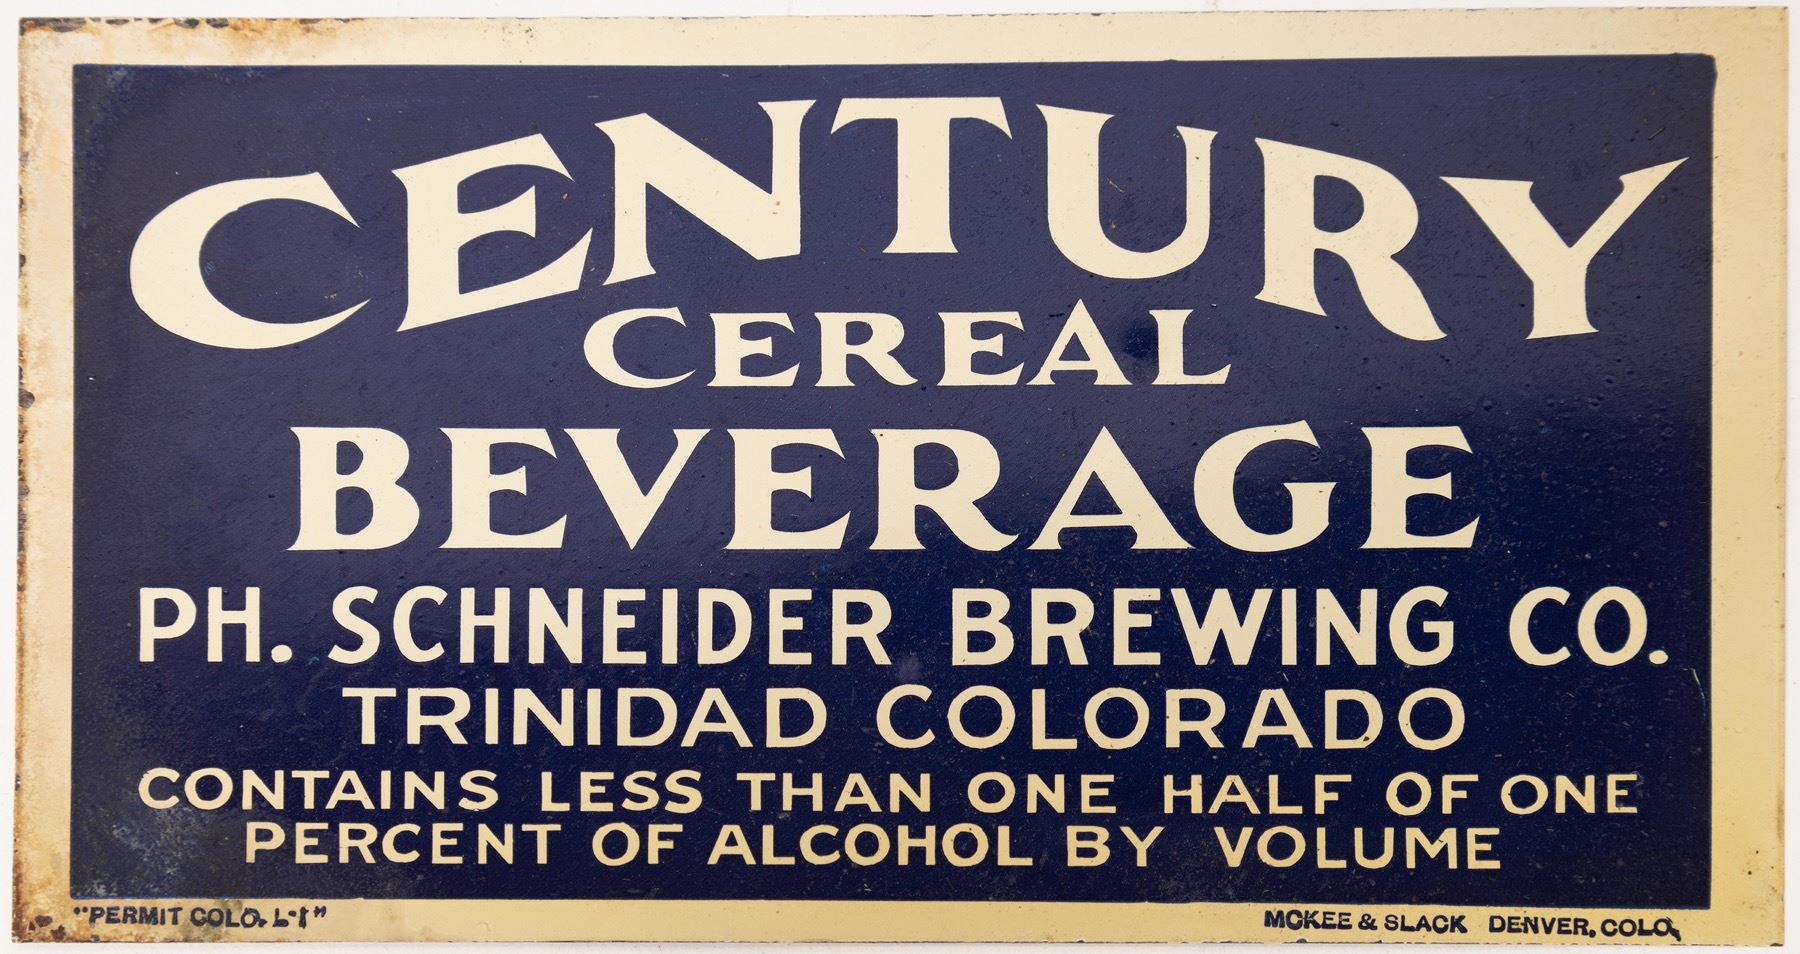 CENTURY
CEREAL
BEVERAGE
PH. SCHNEIDER BREWING CO.
TRINIDAD COLORADO
CONTAINS LESS THAN ONE HALF OF ONE
PERCENT OF ALCOHOL BY VOLUME
"PERMIT COLO. L-1"
MCKEE & SLACK DENVER, COLO.